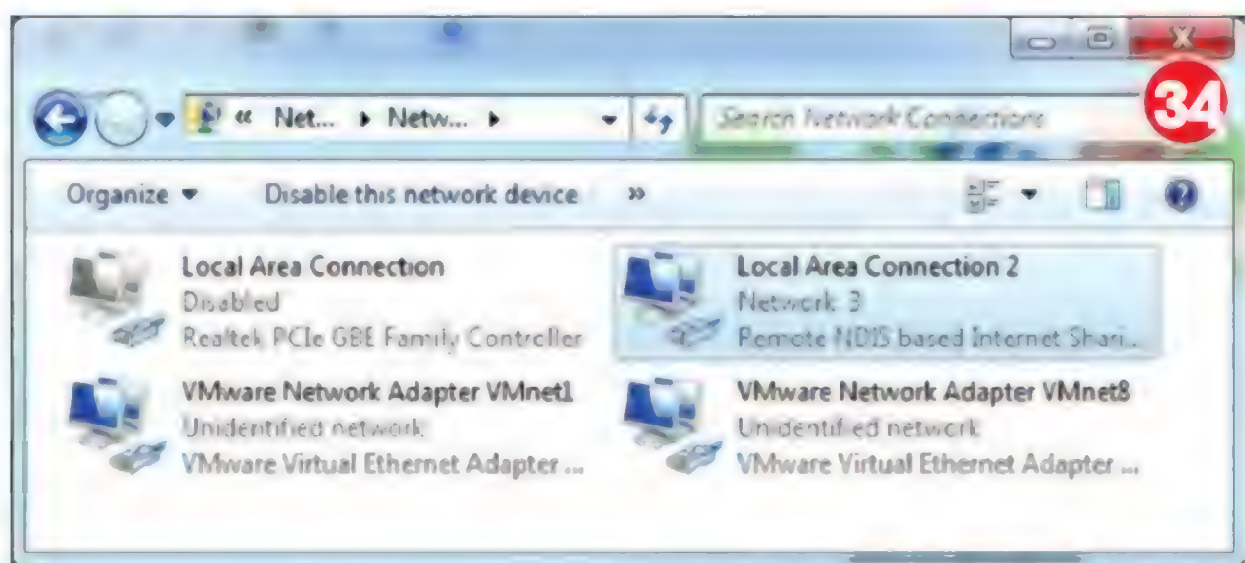 34
« Net... ▸ Netw... ▸
Search Network Connections
Organize ▾ Disable this network device »
Local Area Connection
Disabled
Realtek PCIe GBE Family Controller
Local Area Connection 2
Network 3
Remote NDIS based Internet Shari...
VMware Network Adapter VMnet1
Unidentified network
VMware Virtual Ethernet Adapter ...
VMware Network Adapter VMnet8
Unidentified network
VMware Virtual Ethernet Adapter ...